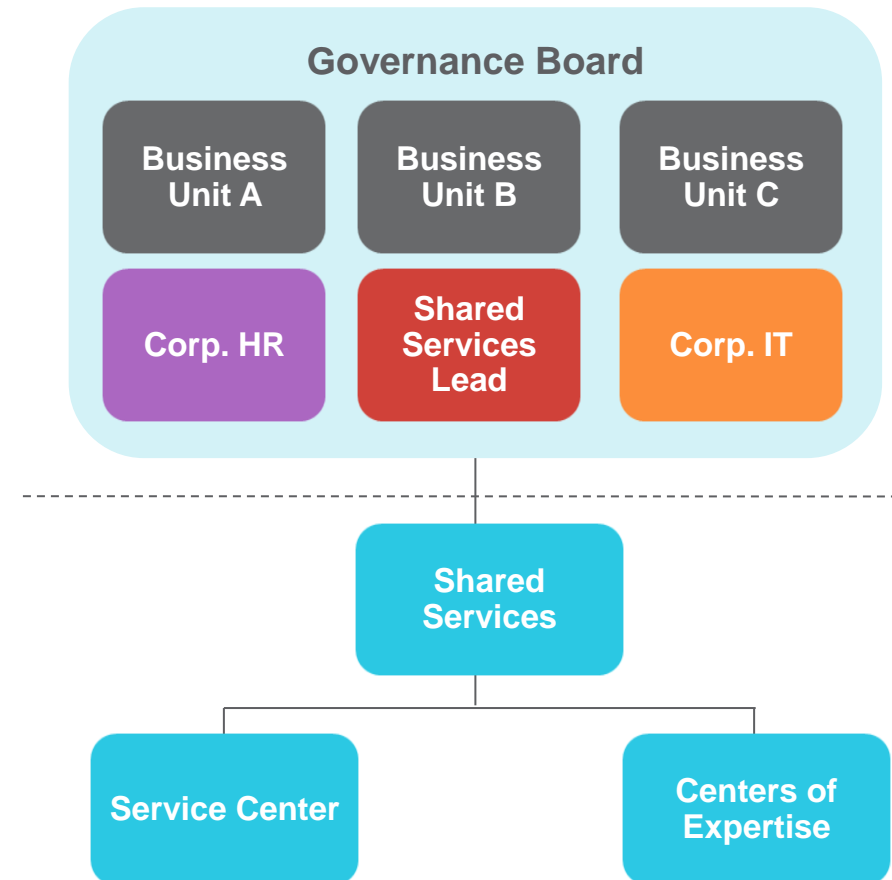 Governance Board
Business
Unit A
Business
Unit B
Business
Unit C
Corp. HR
Shared
Services
Lead
Corp. IT
Shared
Services
Service Center
Centers of
Expertise